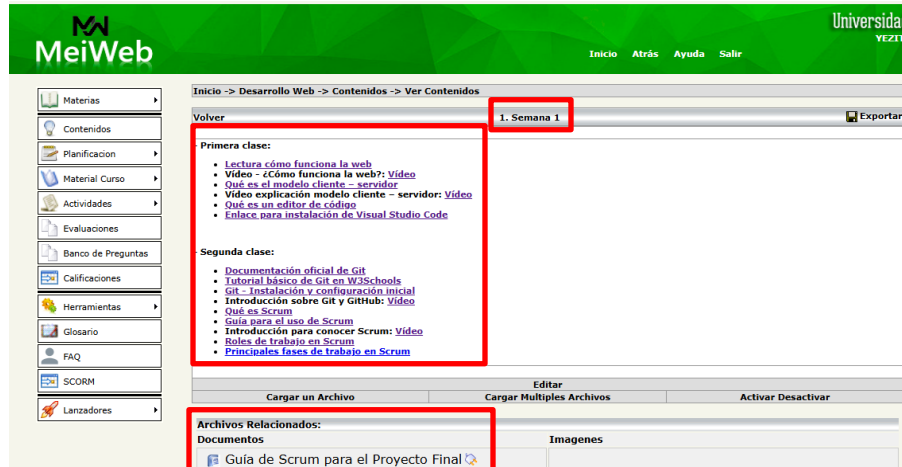 MeiWeb
Universida
YEZIT
Inicio Atrás Ayuda Salir
Materias
Contenidos
Planificacion
Material Curso
Actividades
Evaluaciones
Banco de Preguntas
Calificaciones
Herramientas
Glosario
FAQ
SCORM
Lanzadores
Inicio -> Desarrollo Web -> Contenidos -> Ver Contenidos
Volver 1. Semana 1 Exportar
- Primera clase:
Lectura cómo funciona la web
Vídeo - ¿Cómo funciona la web?: Vídeo
Qué es el modelo cliente – servidor
Vídeo explicación modelo cliente – servidor: Vídeo
Qué es un editor de código
Enlace para instalación de Visual Studio Code
- Segunda clase:
Documentación oficial de Git
Tutorial básico de Git en W3Schools
Git - Instalación y configuración inicial
Introducción sobre Git y GitHub: Vídeo
Qué es Scrum
Guía para el uso de Scrum
Introducción para conocer Scrum: Vídeo
Roles de trabajo en Scrum
Principales fases de trabajo en Scrum
Editar
Cargar un Archivo Cargar Multiples Archivos Activar Desactivar
Archivos Relacionados:
Documentos Imagenes
Guía de Scrum para el Proyecto Final